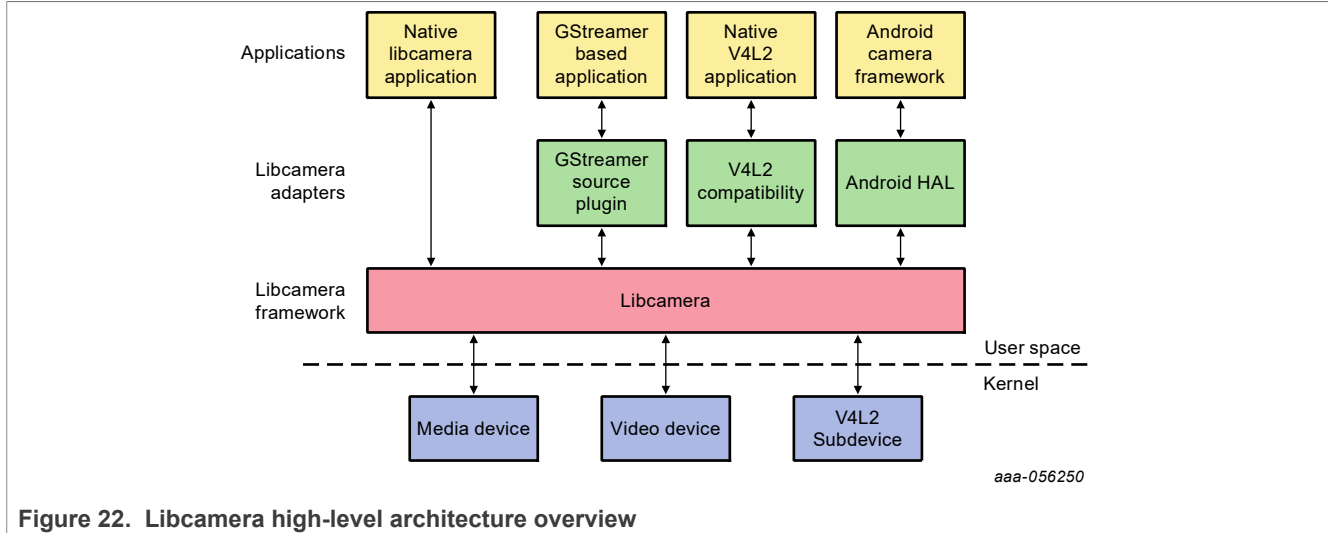 Applications
Native
libcamera
application
GStreamer
based
application
Native
V4L2
application
Android
camera
framework
Libcamera
adapters
GStreamer
source
plugin
V4L2
compatibility
Android HAL
Libcamera
framework
Libcamera
User space
Kernel
Media device
Video device
V4L2
Subdevice
aaa-056250
Figure 22. Libcamera high-level architecture overview